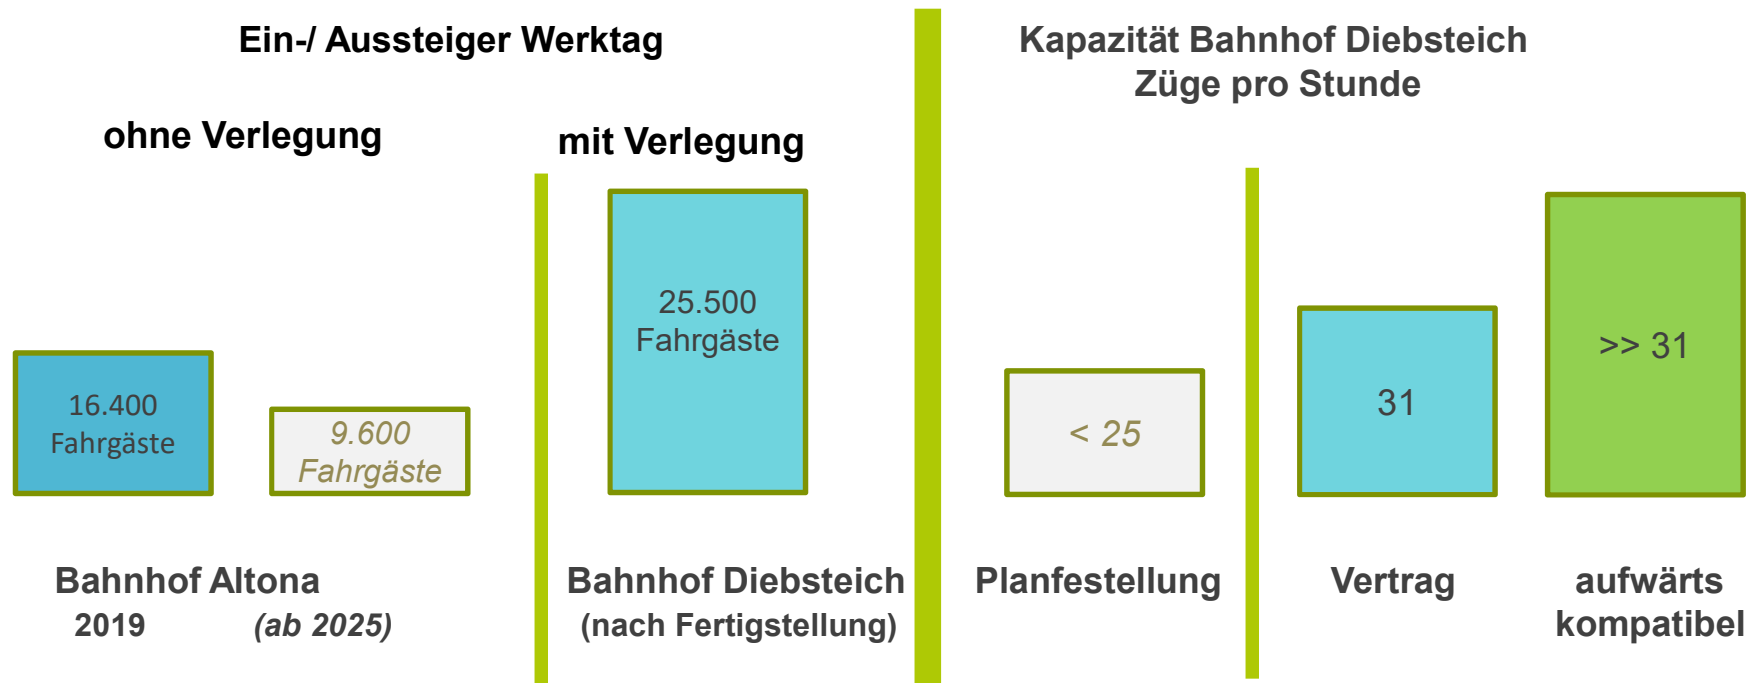 Ein-/ Aussteiger Werktag
ohne Verlegung
mit Verlegung
16.400
Fahrgäste
9.600
Fahrgäste
25.500
Fahrgäste
Bahnhof Altona
2019 (ab 2025)
Bahnhof Diebsteich
(nach Fertigstellung)
Kapazität Bahnhof Diebsteich
Züge pro Stunde
< 25
31
>> 31
Planfestellung
Vertrag
aufwärts
kompatibel